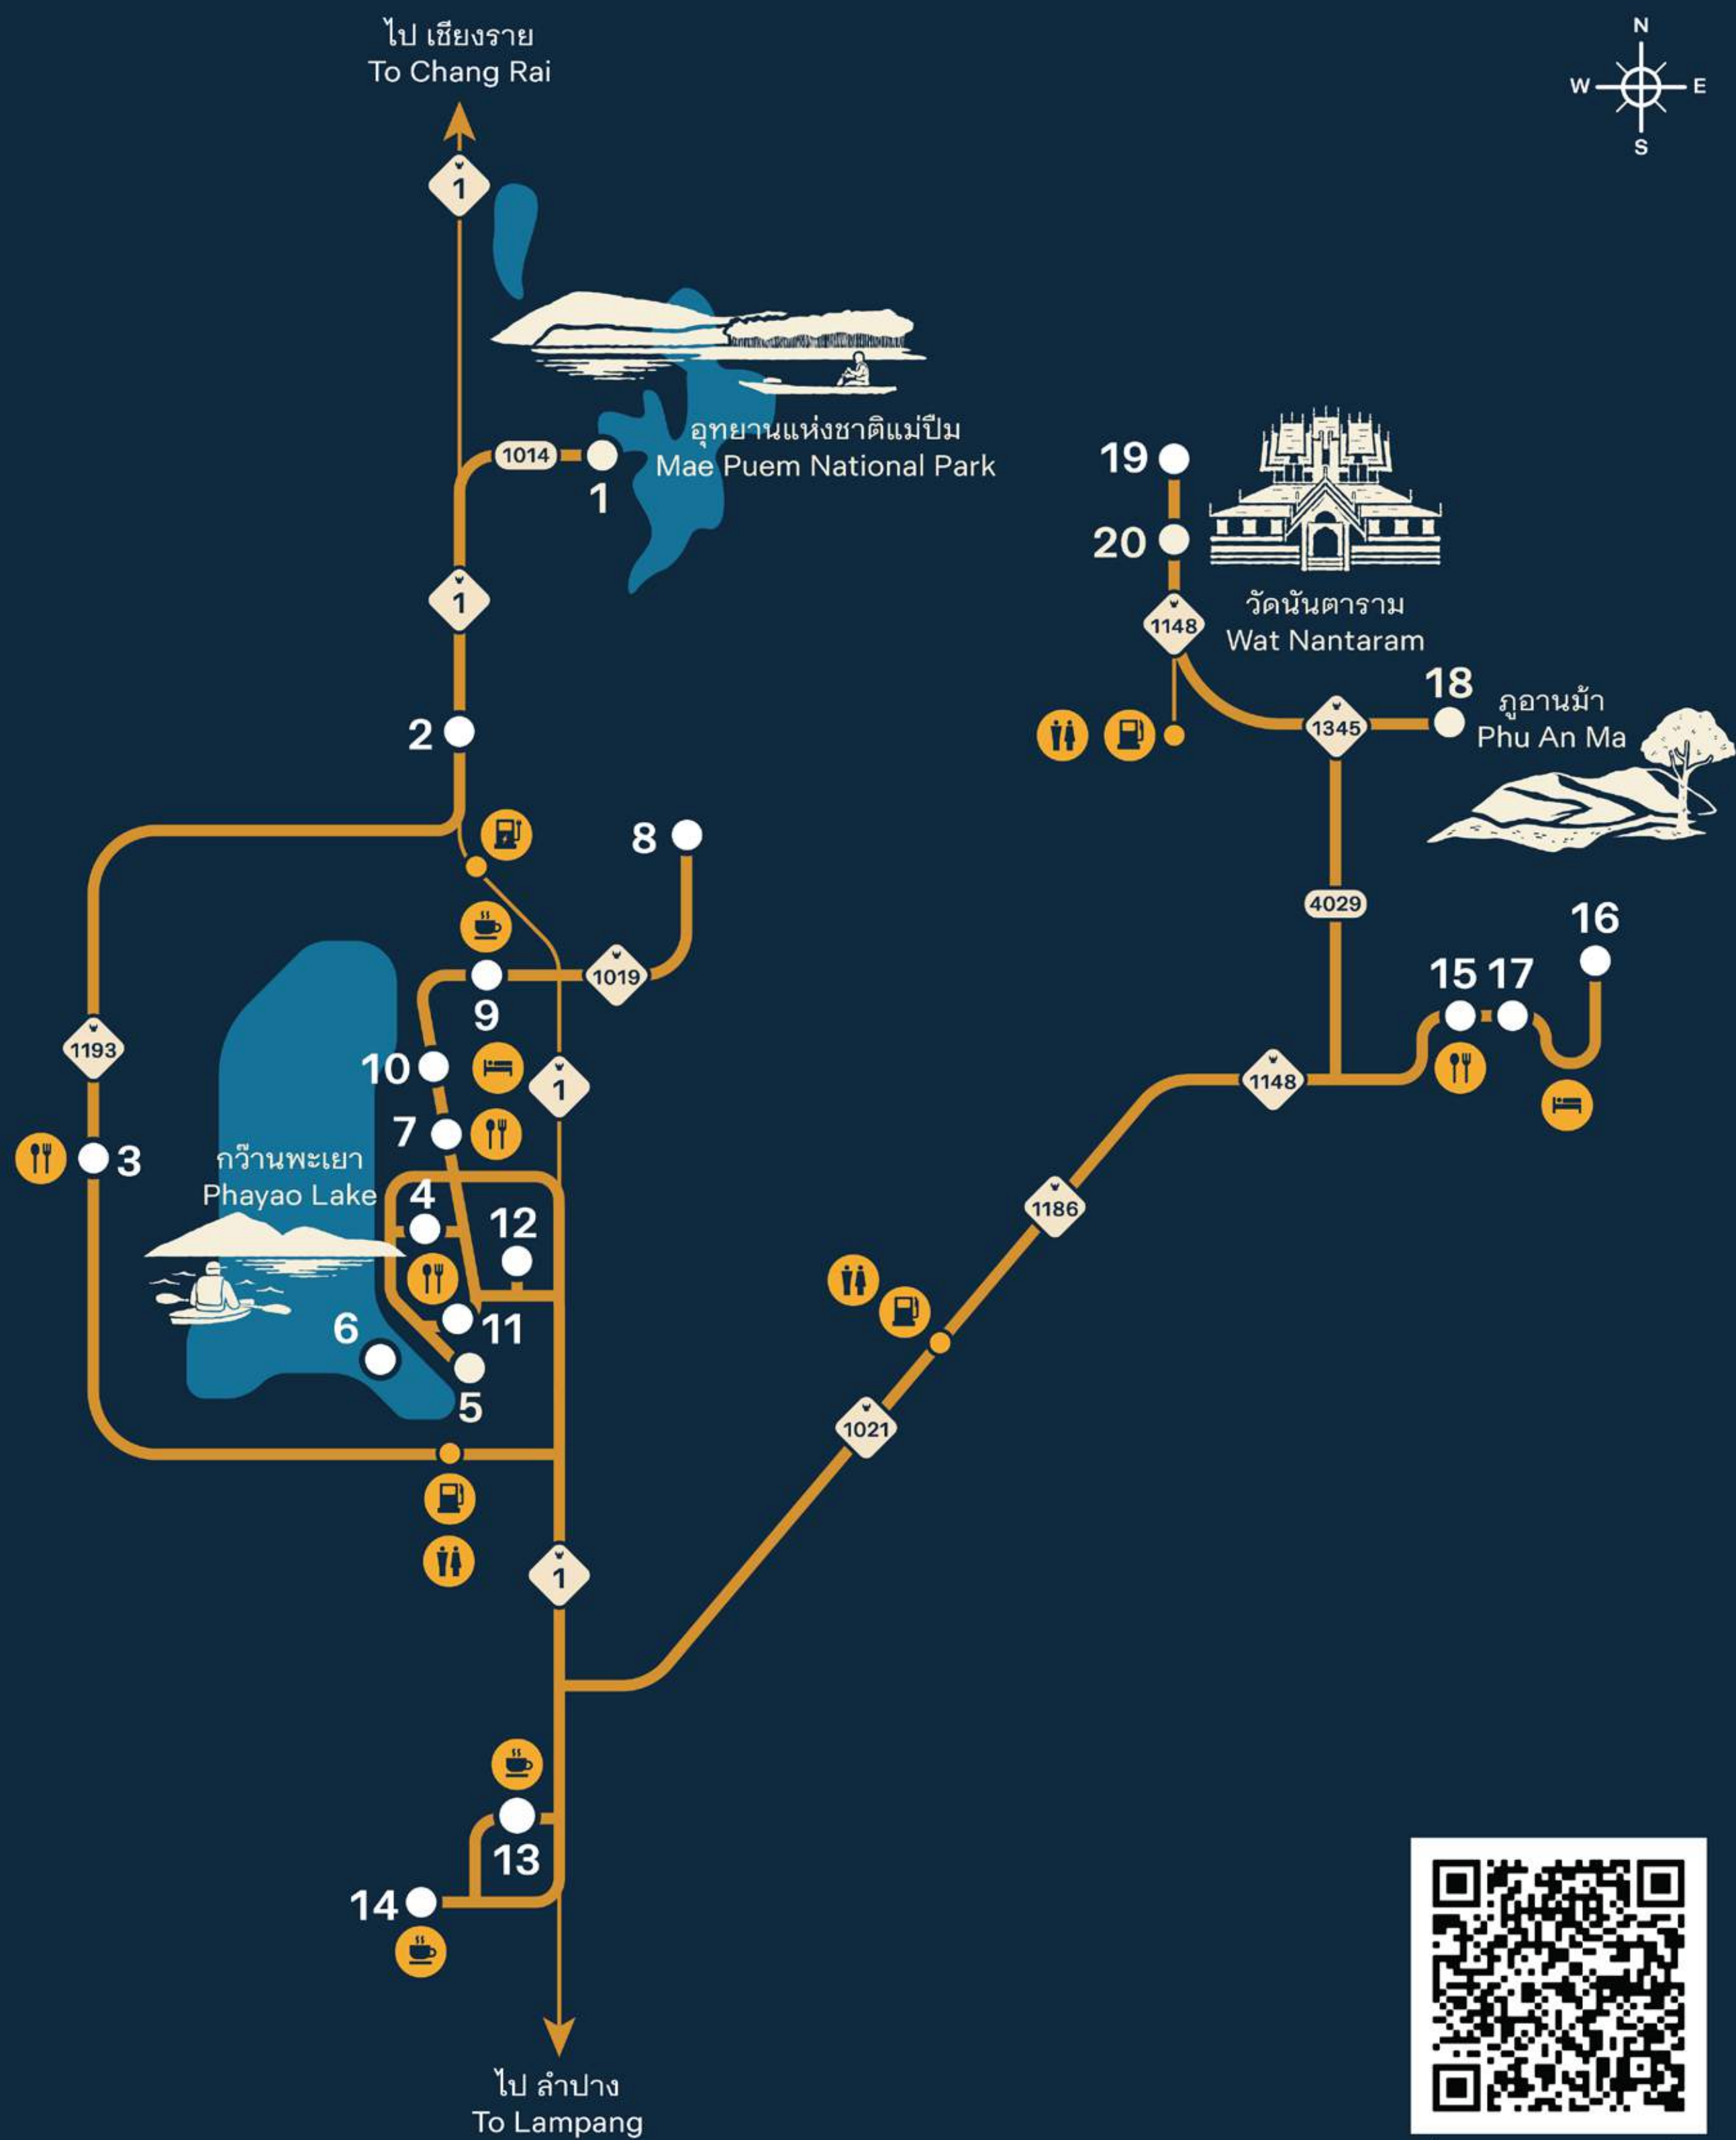 ไป เชียงราย
To Chang Rai
N
W
E
S
1
อุทยานแห่งชาติแม่ปืม
Mae Puem National Park
1014
1
1
2
19
20
1148
วัดนันตาราม
Wat Nantaram
18
ภูอานม้า
Phu An Ma
1345
4029
8
9
1019
1193
10
1
7
3
กว๊านพะเยา
Phayao Lake
4
12
6
11
5
16
15
17
1148
1186
1021
1
13
14
ไป ลำปาง
To Lampang